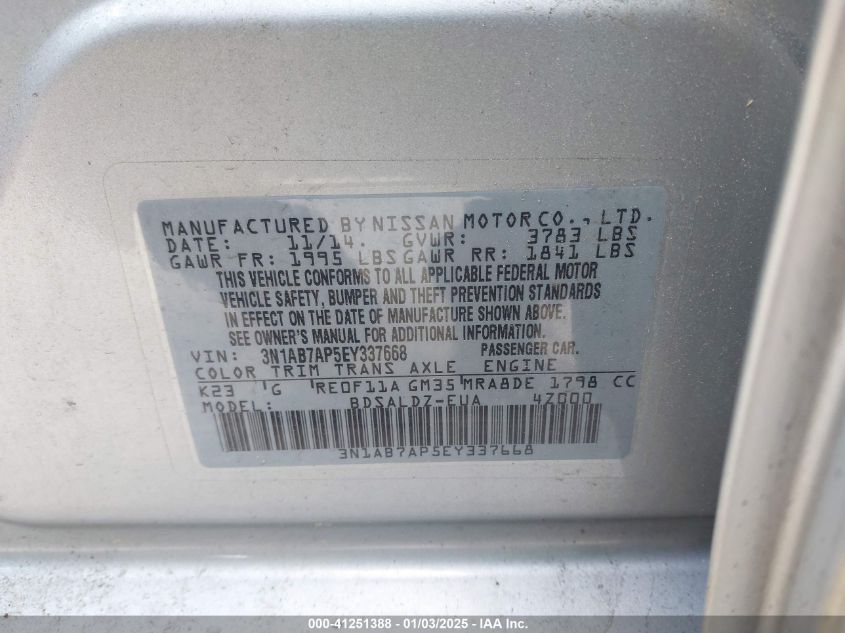 MANUFACTURED BY NISSAN MOTOR CO., LTD.
DATE: 11/14. GVWR: 3783 LBS
GAWR FR: 1995 LBS GAWR RR: 1841 LBS
THIS VEHICLE CONFORMS TO ALL APPLICABLE FEDERAL MOTOR
VEHICLE SAFETY, BUMPER AND THEFT PREVENTION STANDARDS
IN EFFECT ON THE DATE OF MANUFACTURE SHOWN ABOVE.
SEE OWNER'S MANUAL FOR ADDITIONAL INFORMATION.
VIN: 3N1AB7AP5EY337668 PASSENGER CAR.
COLOR TRIM TRANS AXLE ENGINE
K23 G RE0F11A GM35 MRA8DE 1798 CC
MODEL: BDSALDZ-EUA 4Z000
3N1AB7AP5EY337668
000-41251388 - 01/03/2025 - IAA Inc.